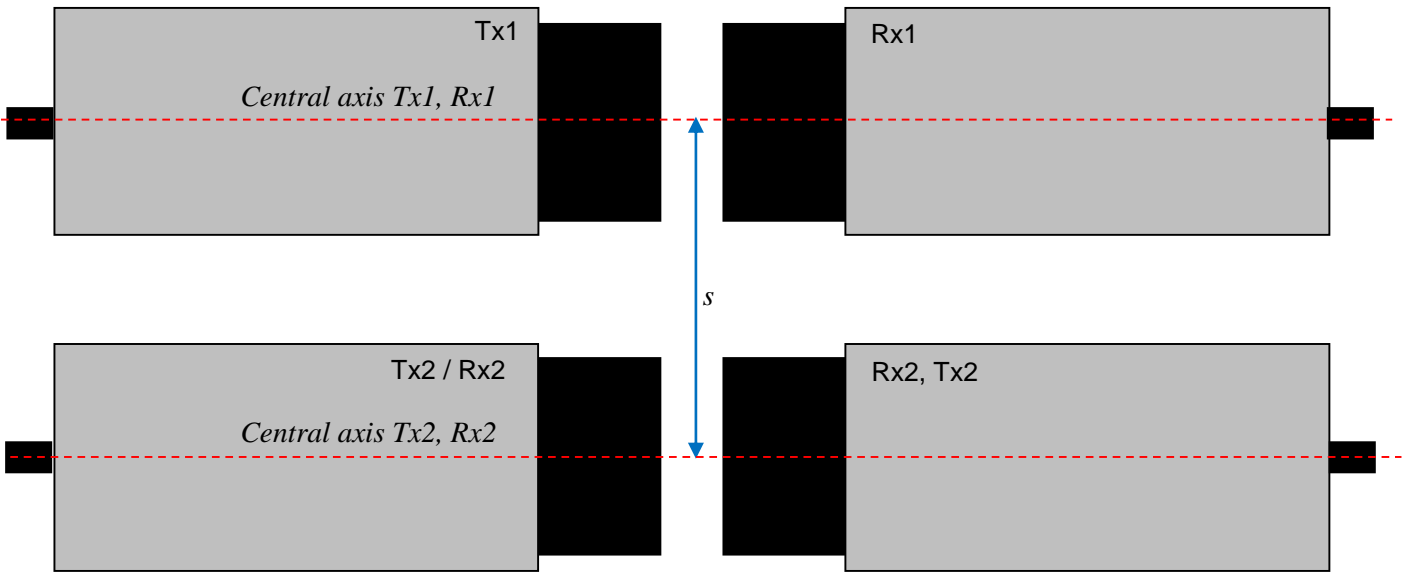 Tx1
Rx1
Central axis Tx1, Rx1
s
Tx2 / Rx2
Rx2, Tx2
Central axis Tx2, Rx2